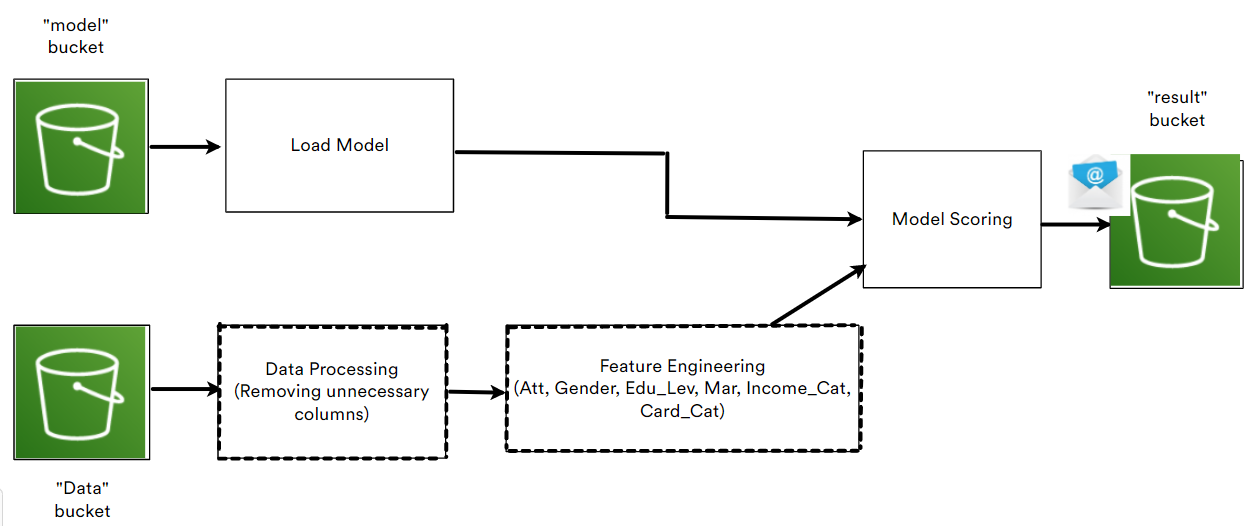 "model"
bucket
Load Model
"result"
bucket
@
Model Scoring
Data Processing
(Removing unnecessary
columns)
Feature Engineering
(Att, Gender, Edu_Lev, Mar, Income_Cat,
Card_Cat)
"Data"
bucket